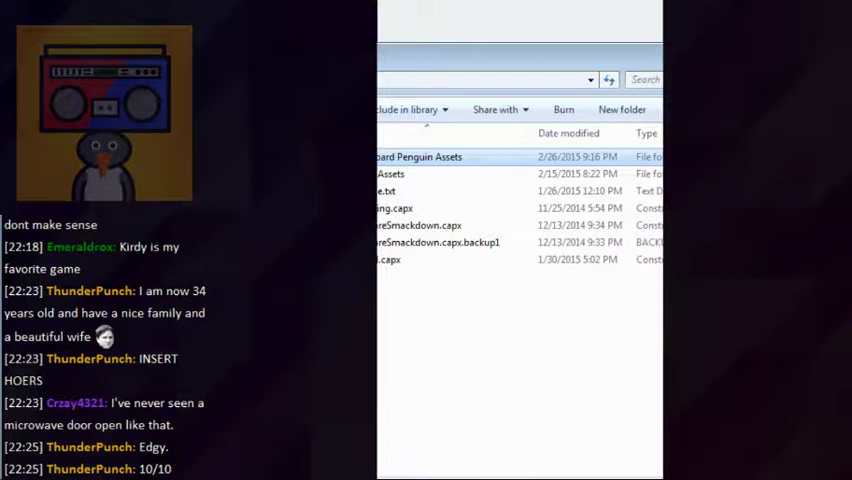 dont make sense
[22:18] Emeraldrox: Kirdy is my
favorite game
[22:23] ThunderPunch: I am now 34
years old and have a nice family and
a beautiful wife
[22:23] ThunderPunch: INSERT
HOERS
[22:23] Crzay4321: I've never seen a
microwave door open like that.
[22:25] ThunderPunch: Edgy.
[22:25] ThunderPunch: 10/10
Search
clude in library Share with Burn New folder
Date modified Type
oard Penguin Assets 2/26/2015 9:16 PM File fo
Assets 2/15/2015 8:22 PM File fo
e.txt 1/26/2015 12:10 PM Text D
ing.capx 11/25/2014 5:54 PM Constr
areSmackdown.capx 12/13/2014 9:34 PM Constr
areSmackdown.capx.backup1 12/13/2014 9:33 PM BACK
l.capx 1/30/2015 5:02 PM Constr